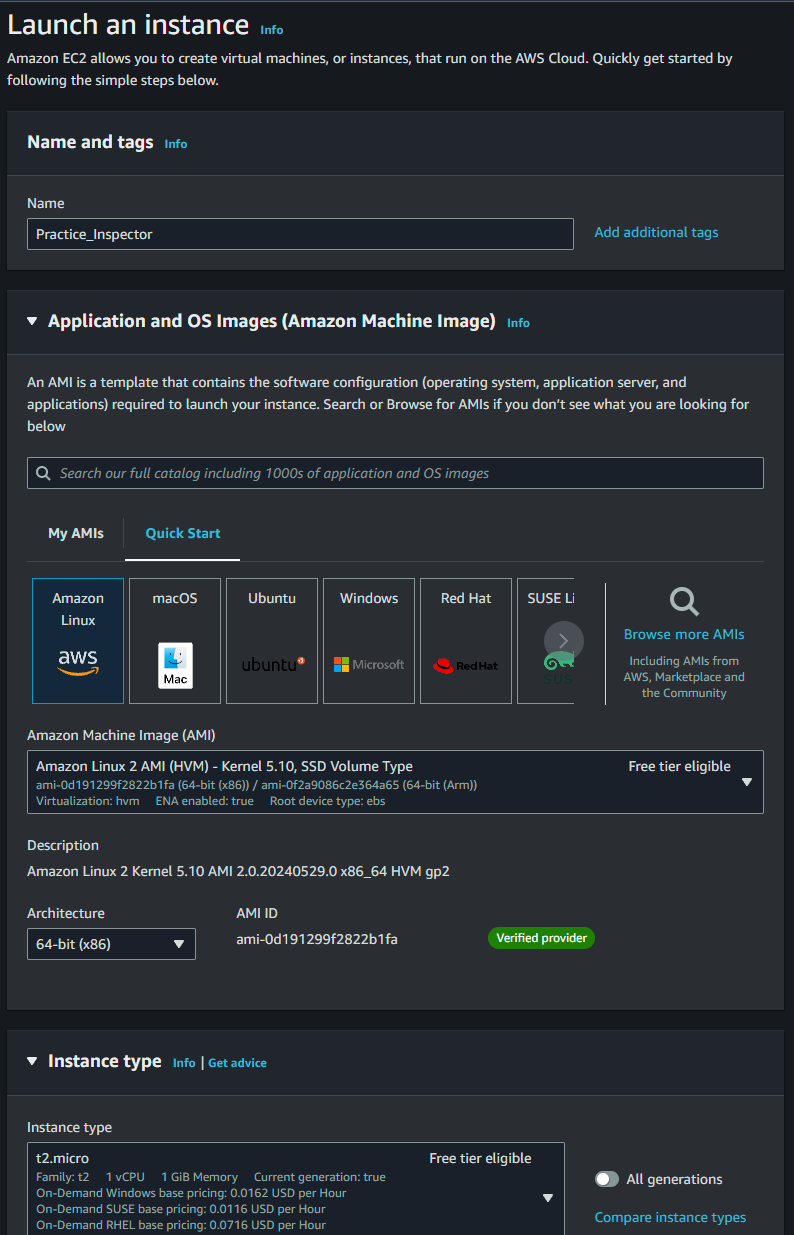 Launch an instance Info
Amazon EC2 allows you to create virtual machines, or instances, that run on the AWS Cloud. Quickly get started by
following the simple steps below.
Name and tags Info
Name
Practice_Inspector
Add additional tags
Application and OS Images (Amazon Machine Image) Info
An AMI is a template that contains the software configuration (operating system, application server, and
applications) required to launch your instance. Search or Browse for AMIs if you don't see what you are looking for
below
Search our full catalog including 1000s of application and OS images
My AMIs
Quick Start
Amazon
Linux
aws
macOS
Mac
Ubuntu
ubuntu
Windows
Microsoft
Red Hat
RedHat
SUSE Li
SUS
Browse more AMIs
Including AMIs from
AWS, Marketplace and
the Community
Amazon Machine Image (AMI)
Amazon Linux 2 AMI (HVM) - Kernel 5.10, SSD Volume Type
Free tier eligible
ami-0d191299f2822b1fa (64-bit (x86)) / ami-0f2a9086c2e364a65 (64-bit (Arm))
Virtualization: hvm ENA enabled: true Root device type: ebs
Description
Amazon Linux 2 Kernel 5.10 AMI 2.0.20240529.0 x86_64 HVM gp2
Architecture
64-bit (x86)
AMI ID
ami-0d191299f2822b1fa
Verified provider
Instance type Info | Get advice
Instance type
t2.micro
Free tier eligible
Family: t2 1 vCPU 1 GiB Memory Current generation: true
On-Demand Windows base pricing: 0.0162 USD per Hour
On-Demand SUSE base pricing: 0.0116 USD per Hour
On-Demand RHEL base pricing: 0.0716 USD per Hour
All generations
Compare instance types